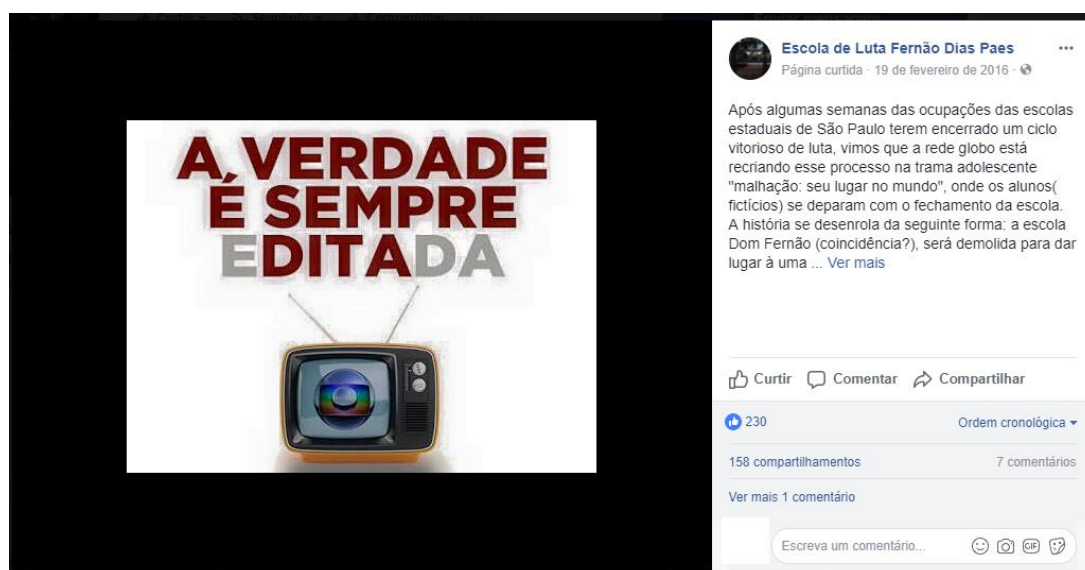 A VERDADE
É SEMPRE
EDITADA
Escola de Luta Fernão Dias Paes
Página curtida · 19 de fevereiro de 2016 ·
Após algumas semanas das ocupações das escolas
estaduais de São Paulo terem encerrado um ciclo
vitorioso de luta, vimos que a rede globo está
recriando esse processo na trama adolescente
"malhação: seu lugar no mundo", onde os alunos(
fictícios) se deparam com o fechamento da escola.
A história se desenrola da seguinte forma: a escola
Dom Fernão (coincidência?), será demolida para dar
lugar à uma ... Ver mais
Curtir Comentar Compartilhar
230 Ordem cronológica
158 compartilhamentos 7 comentários
Ver mais 1 comentário
Escreva um comentário... GIF